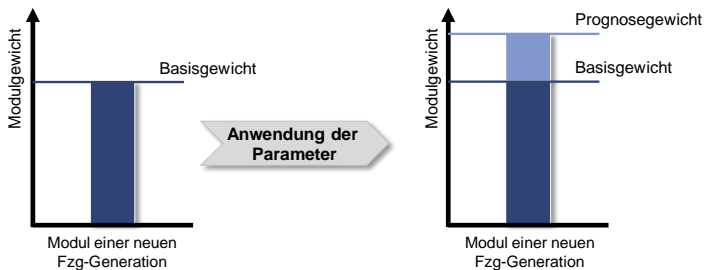 Modulgewicht
Basisgewicht
Modul einer neuen
Fzg-Generation
Anwendung der
Parameter
Modulgewicht
Prognosegewicht
Basisgewicht
Modul einer neuen
Fzg-Generation